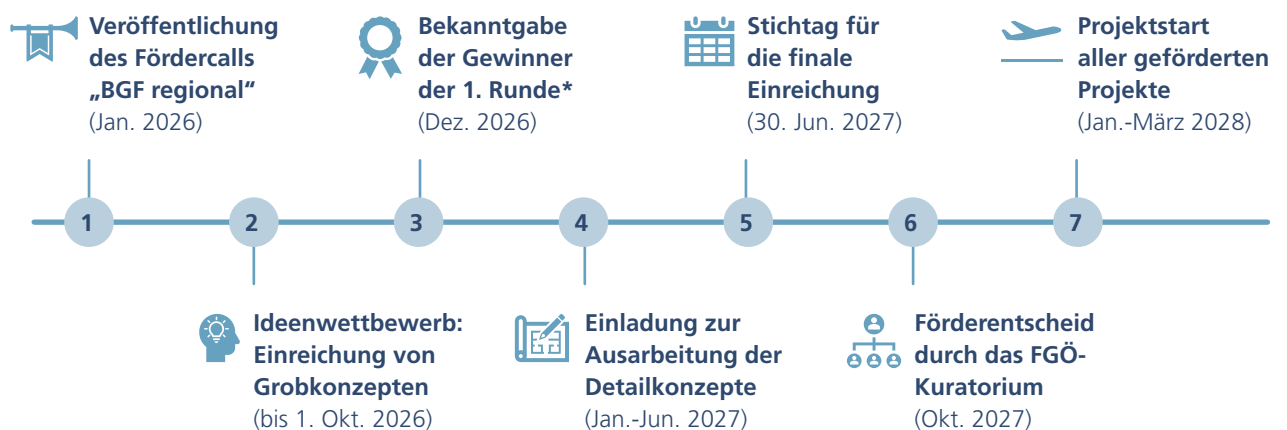 Veröffentlichung
des Fördercalls
„BGF regional“
(Jan. 2026)
Bekanntgabe
der Gewinner
der 1. Runde*
(Dez. 2026)
Stichtag für
die finale
Einreichung
(30. Jun. 2027)
Projektstart
aller geförderten
Projekte
(Jan.-März 2028)
1
2
3
4
5
6
7
Ideenwettbewerb:
Einreichung von
Grobkonzepten
(bis 1. Okt. 2026)
Einladung zur
Ausarbeitung der
Detailkonzepte
(Jan.-Jun. 2027)
Förderentscheid
durch das FGÖ-
Kuratorium
(Okt. 2027)